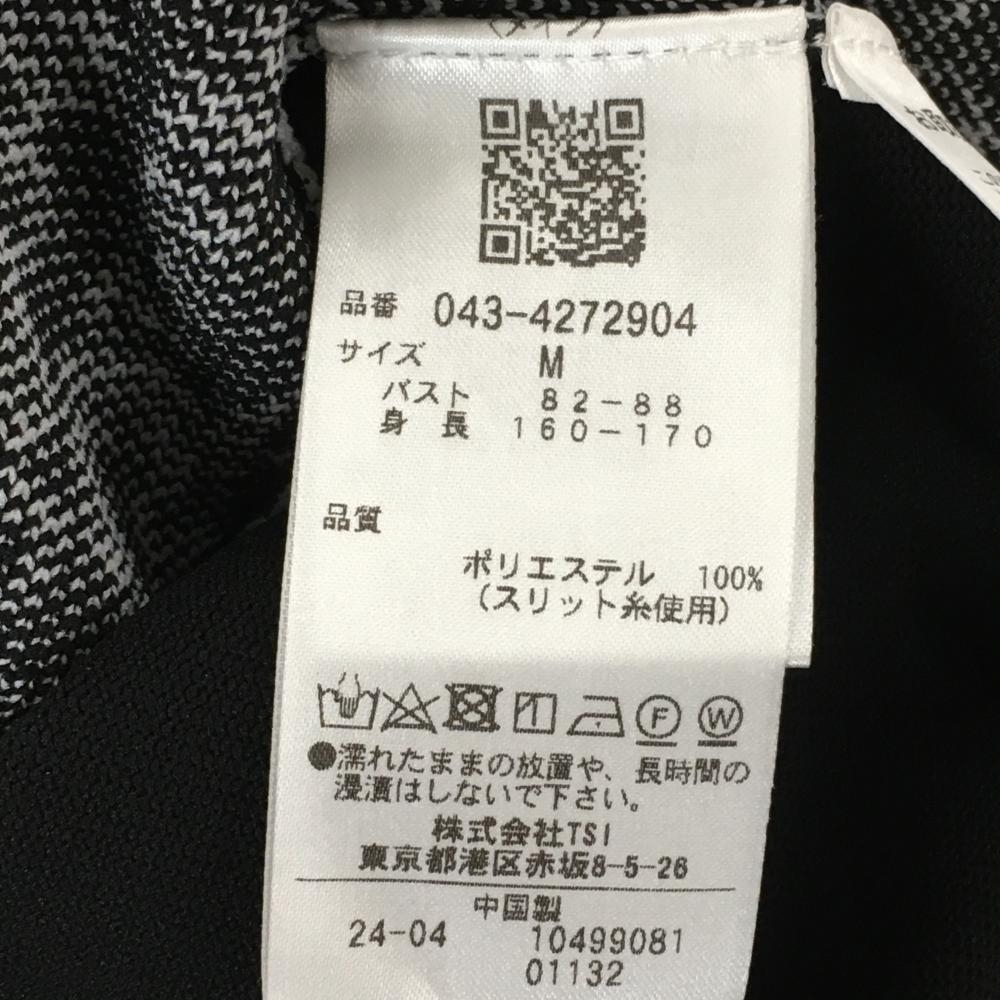 品番 043-4272904
サイズ M
バスト 82-88
身長 160-170
品質
ポリエステル 100%
(スリット糸使用)
F W
●濡れたままの放置や、長時間の
浸漬はしないで下さい。
株式会社TSI
東京都港区赤坂8-5-26
中国製
24-04 10499081
01132